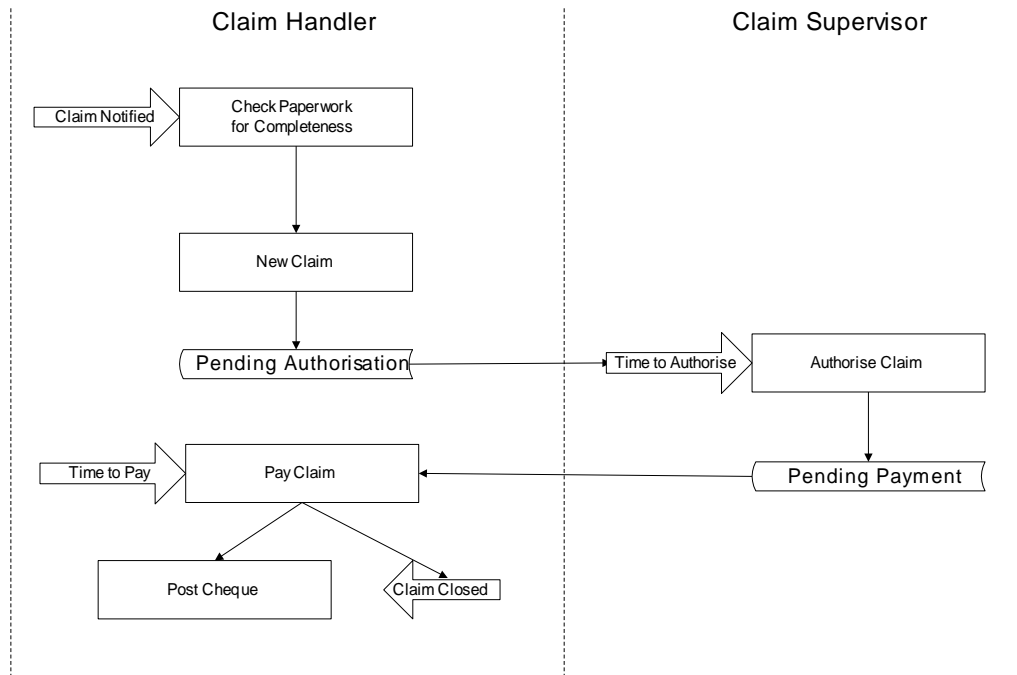 Claim Handler
Claim Supervisor
Claim Notified
Check Paperwork
for Completeness
New Claim
Pending Authorisation
Time to Authorise
Authorise Claim
Time to Pay
Pay Claim
Pending Payment
Post Cheque
Claim Closed